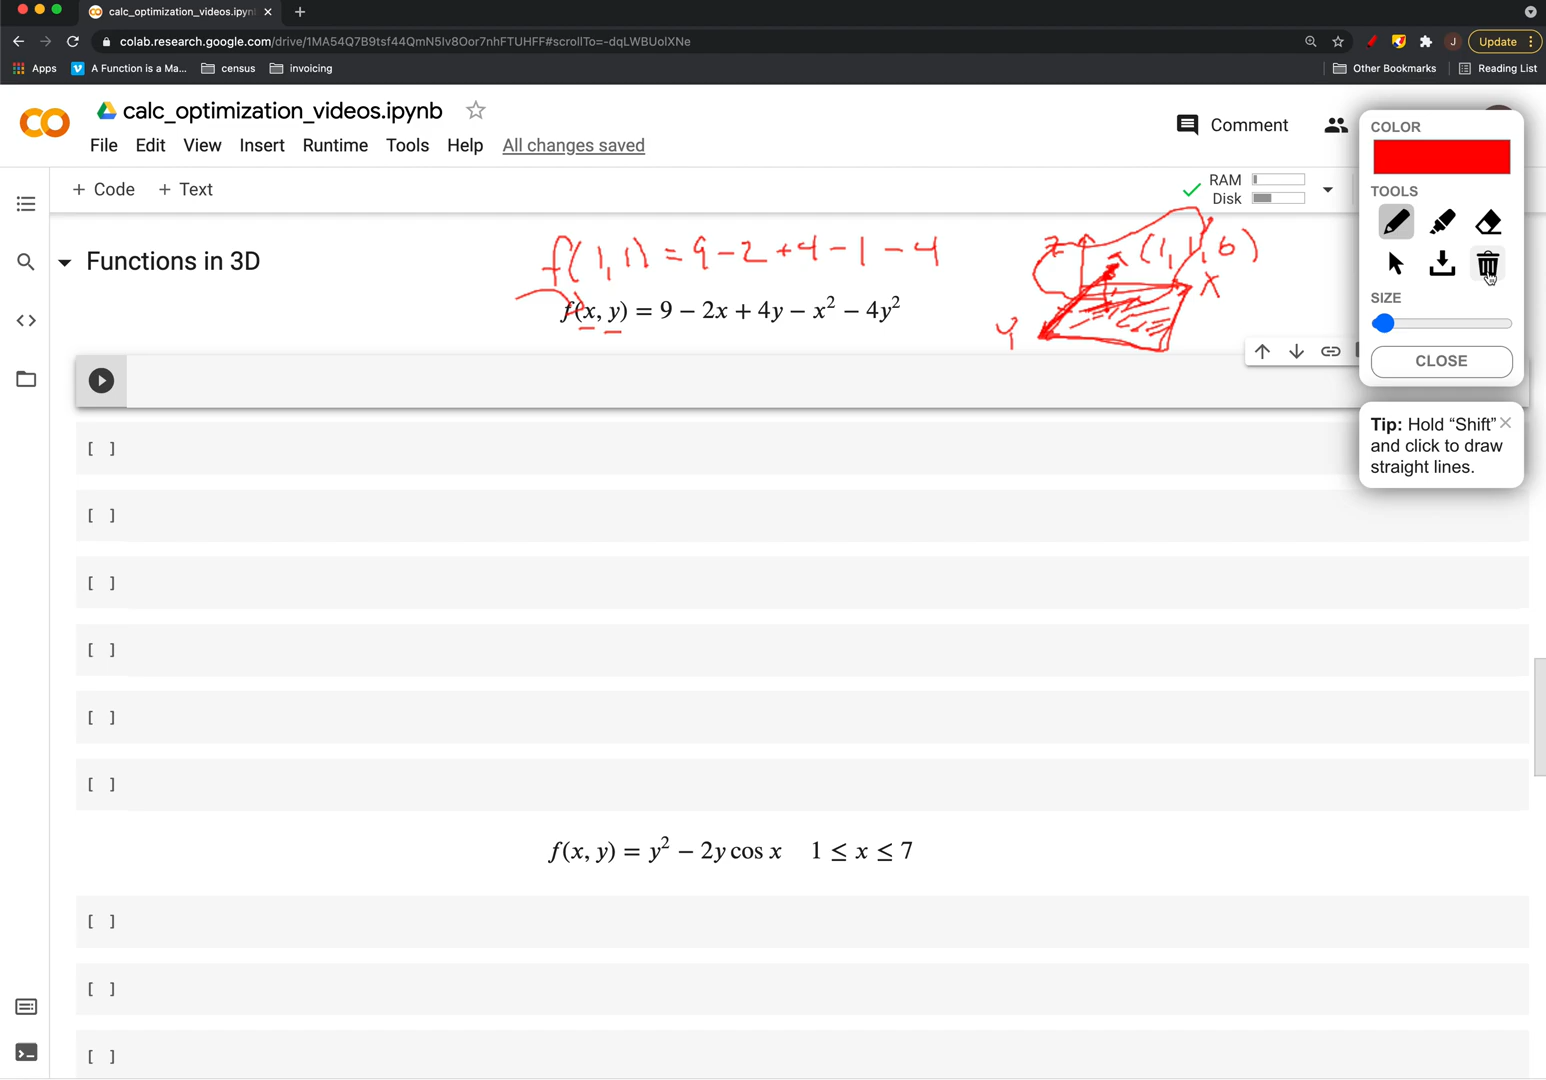 calc_optimization_videos.ipyn
colab.research.google.com/drive/1MA54Q7B9tsf44QmN5Iv8Oor7nhFTUHFF#scrollTo=-dqLWBUolXNe
J
Update
Apps
A Function is a Ma...
census
invoicing
Other Bookmarks
Reading List
calc_optimization_videos.ipynb
File Edit View Insert Runtime Tools Help All changes saved
Comment
+ Code + Text
RAM
Disk
COLOR
TOOLS
SIZE
CLOSE
Tip: Hold “Shift”
and click to draw
straight lines.
Functions in 3D
f(1,1) = 9 - 2 + 4 - 1 - 4
z (1, 1, 6)
x
y
f(x, y) = 9 − 2x + 4y − x² − 4y²
[ ]
[ ]
[ ]
[ ]
[ ]
[ ]
f(x, y) = y² − 2y cos x 1 ≤ x ≤ 7
[ ]
[ ]
[ ]